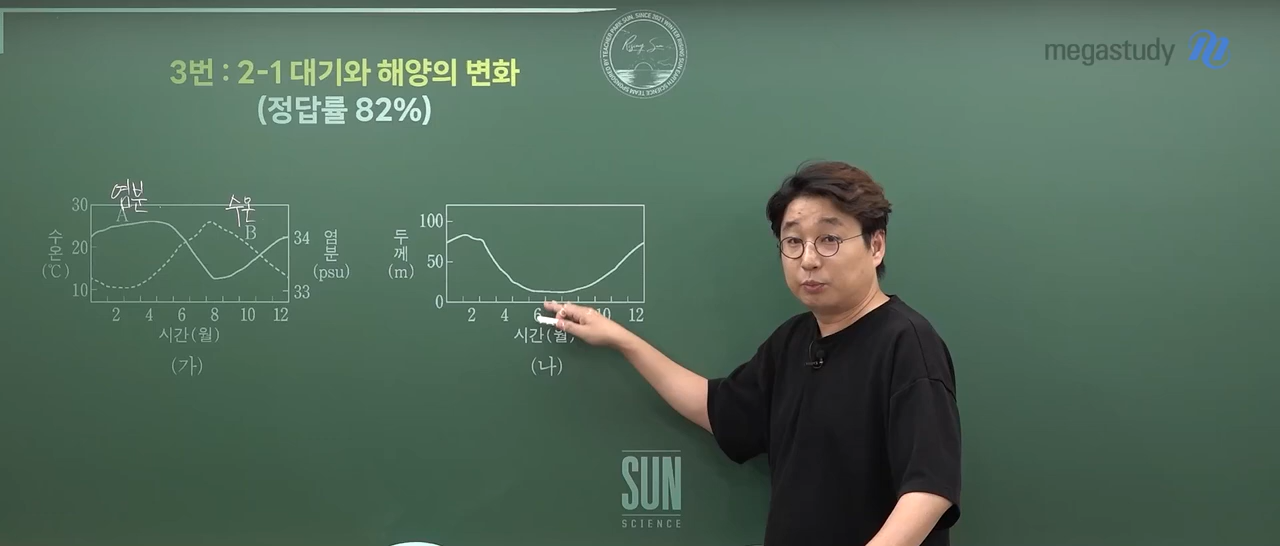 3번 : 2-1 대기와 해양의 변화
(정답률 82%)
megastudy
염분
수온
A
B
30
20
10
수온
(℃)
34
33
염분
(psu)
2 4 6 8 10 12
시간(월)
(가)
100
50
0
두께
(m)
2 4 6 10 12
시간(월)
(나)
SUN
SCIENCE